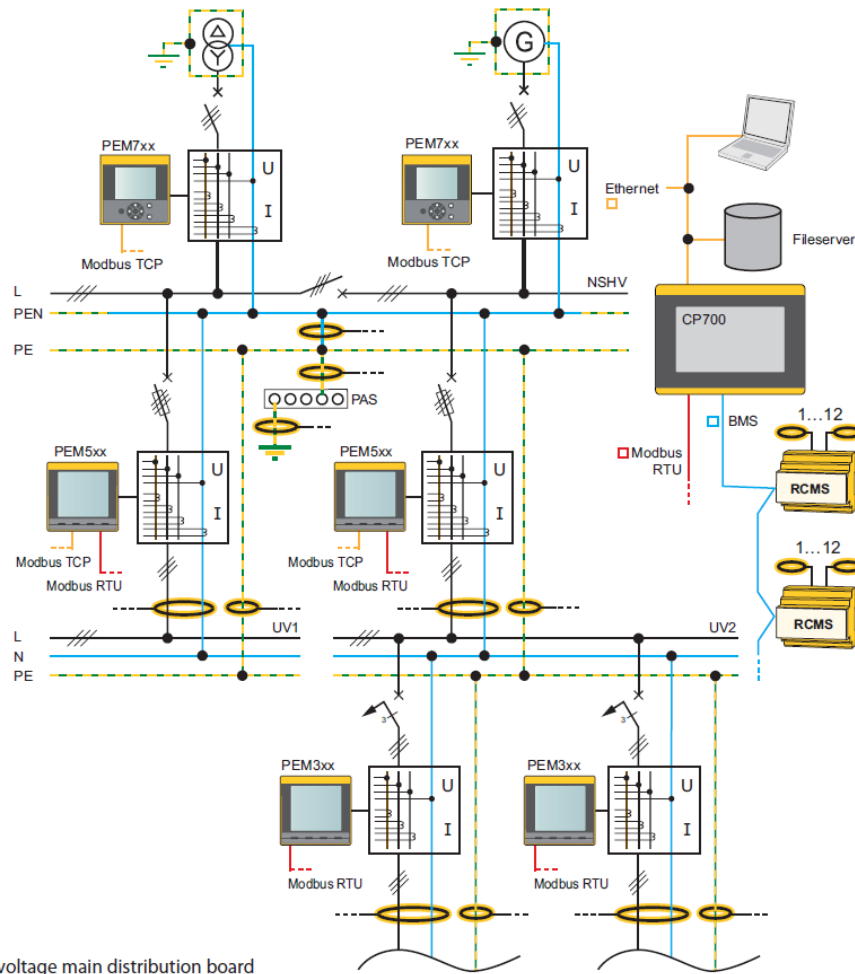 G
PEM7xx
U
I
Modbus TCP
PEM7xx
U
I
Modbus TCP
Ethernet
Fileserver
L
NSHV
PEN
PE
CP700
PAS
BMS
Modbus
RTU
1...12
RCMS
1...12
RCMS
PEM5xx
U
I
Modbus TCP
Modbus RTU
PEM5xx
U
I
Modbus TCP
Modbus RTU
L
UV1
UV2
N
PE
3
3
PEM3xx
U
I
Modbus RTU
PEM3xx
U
I
Modbus RTU
voltage main distribution board